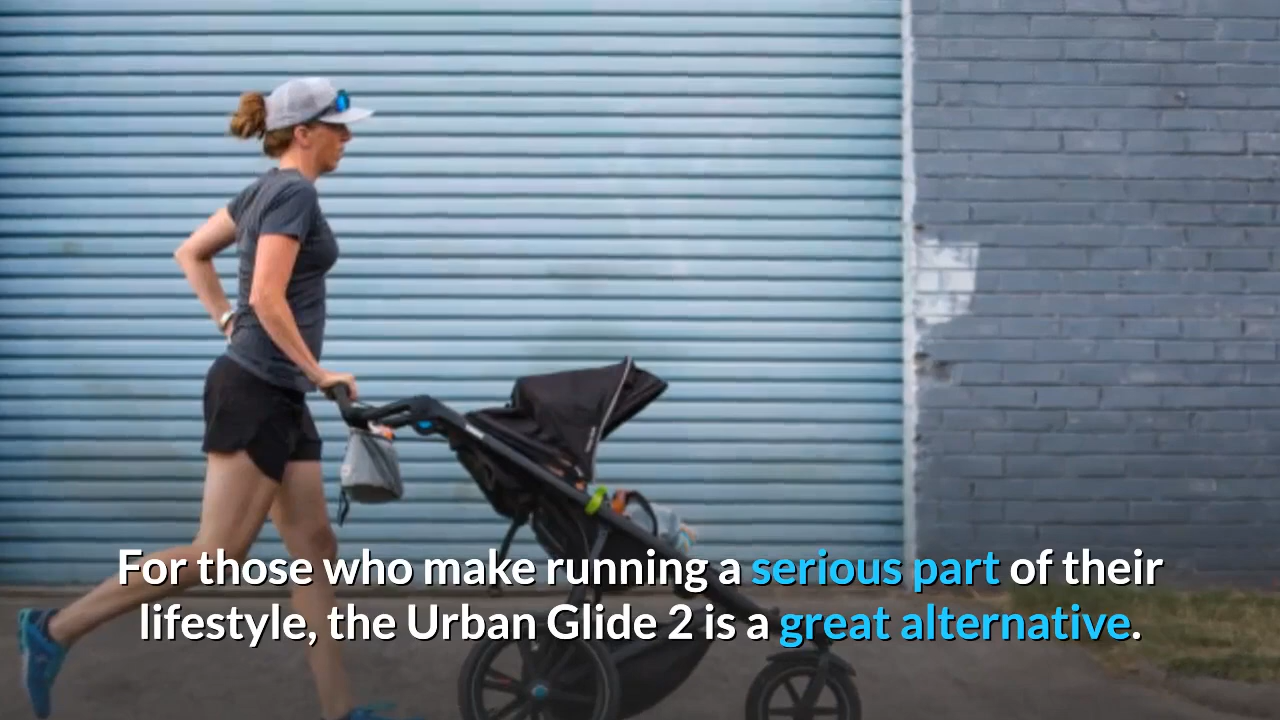 For those who make running a serious part of their
lifestyle, the Urban Glide 2 is a great alternative.